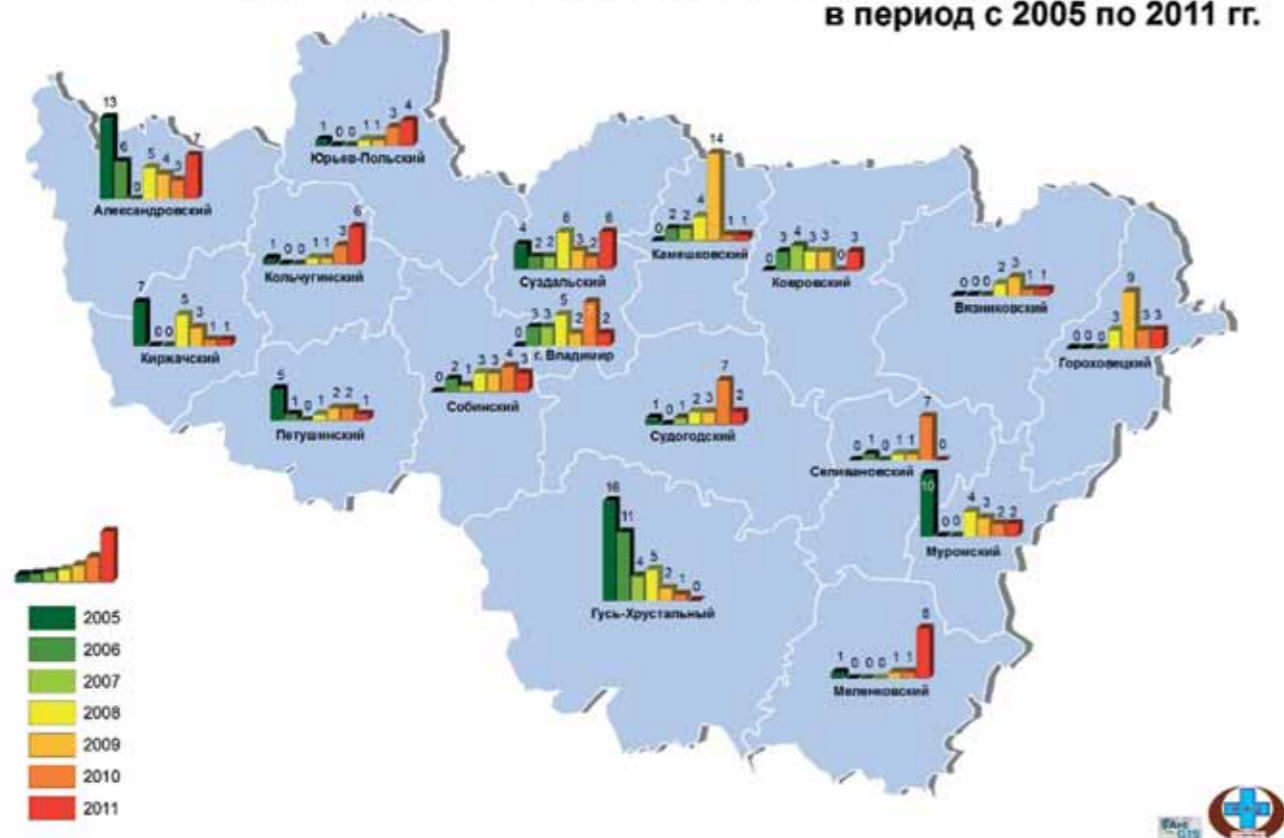 в период с 2005 по 2011 гг.
13 6 0 5 4 3 7
Александровский
1 0 0 1 1 3 4
Юрьев-Польский
1 0 0 1 1 3 6
Кольчугинский
4 2 2 6 3 2 6
Суздальский
0 2 2 4 14 1 1
Камешковский
0 3 4 3 3 0 3
Ковровский
0 0 0 2 3 1 1
Вязниковский
0 0 0 3 9 3 3
Гороховецкий
7 0 0 5 3 1 1
Киржачский
0 3 3 5 2 7 2
г. Владимир
5 1 0 1 2 2 1
Петушинский
0 2 1 3 3 4 3
Собинский
1 0 1 2 3 7 2
Судогодский
0 1 0 1 1 7 0
Селивановский
10 0 0 4 3 2 2
Муромский
16 11 4 5 2 1 0
Гусь-Хрустальный
1 0 0 0 1 1 8
Меленковский
2005
2006
2007
2008
2009
2010
2011